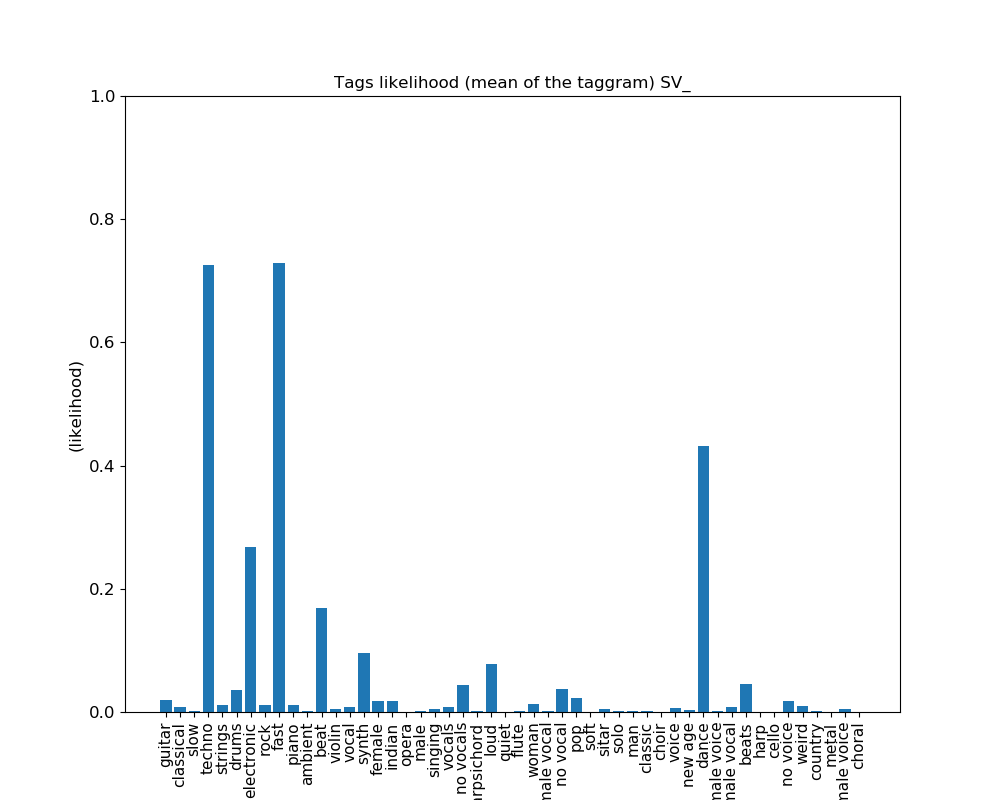 Tags likelihood (mean of the taggram) SV_
1.0
0.8
0.6
0.4
0.2
0.0
(likelihood)
guitar
classical
slow
techno
strings
drums
electronic
rock
fast
piano
ambient
beat
violin
vocal
synth
female
indian
opera
male
singing
vocals
no vocals
arpsichord
loud
quiet
flute
woman
male vocal
no vocal
pop
soft
sitar
solo
man
classic
choir
voice
new age
dance
male voice
male vocal
beats
harp
cello
no voice
weird
country
metal
male voice
choral